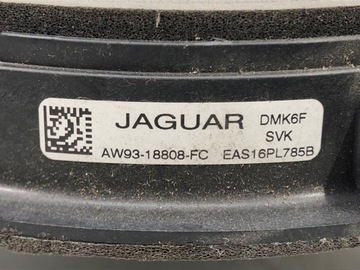 JAGUAR DMK6F
SVK
AW93-18808-FC EAS16PL785B